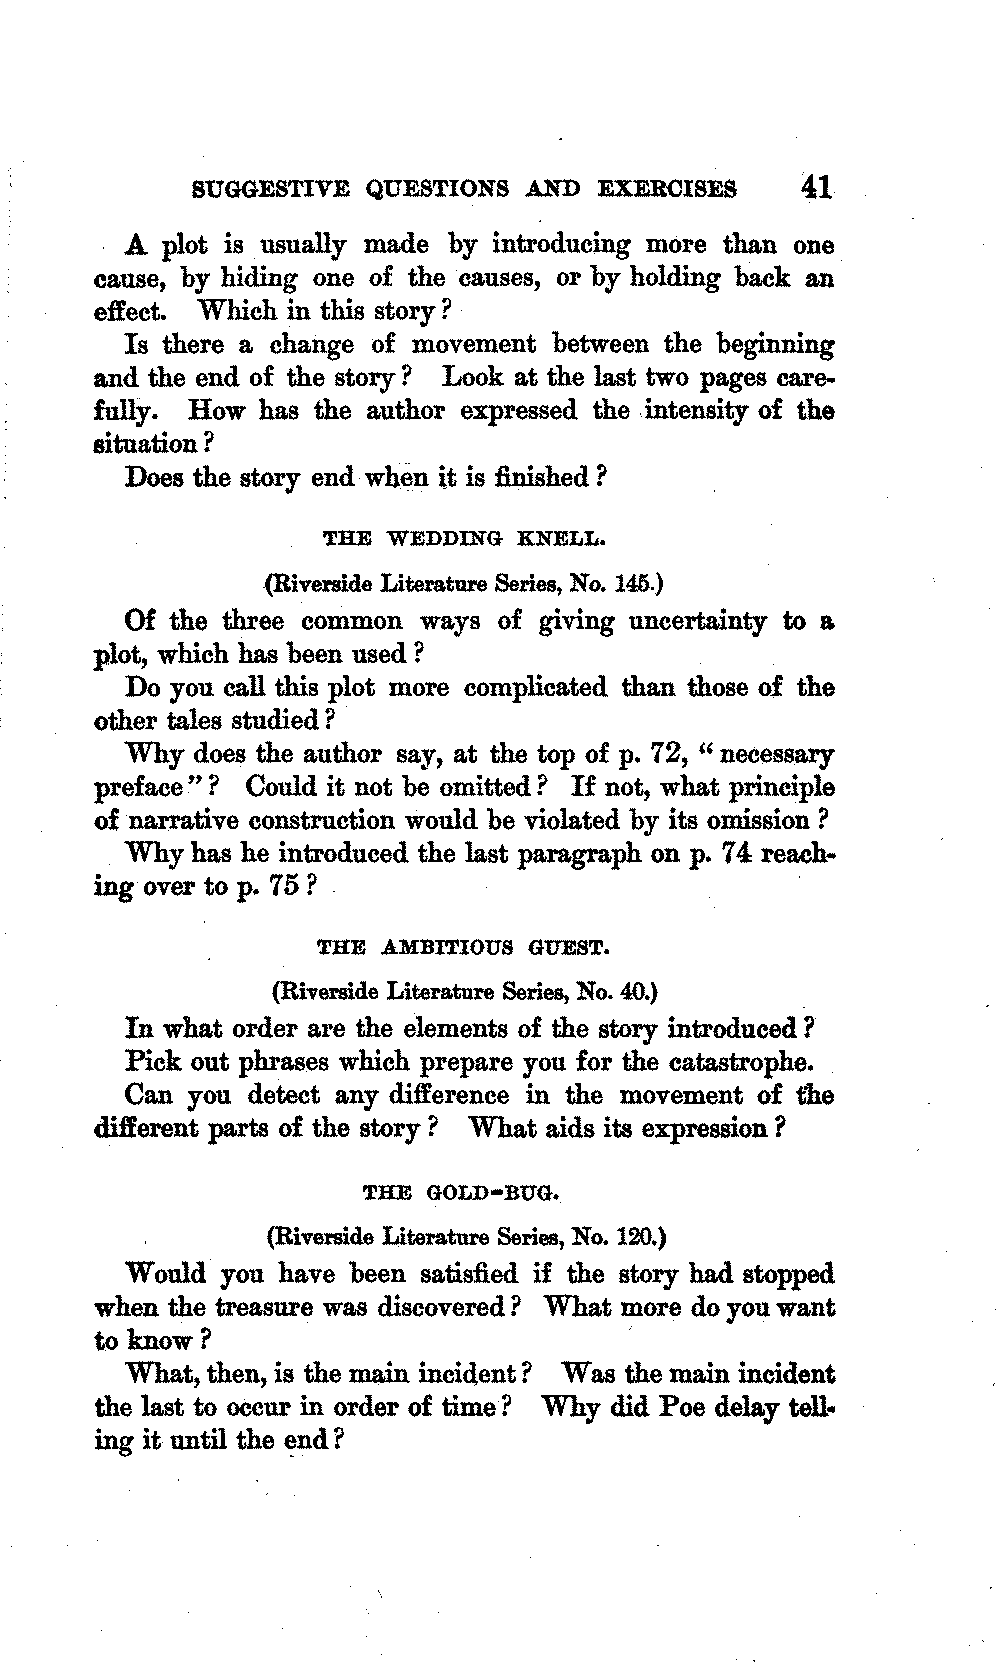 SUGGESTIVE QUESTIONS AND EXERCISES 41
A plot is usually made by introducing more than one
cause, by hiding one of the causes, or by holding back an
effect. Which in this story?
Is there a change of movement between the beginning
and the end of the story? Look at the last two pages care-
fully. How has the author expressed the intensity of the
situation?
Does the story end when it is finished?
THE WEDDING KNELL.
(Riverside Literature Series, No. 145.)
Of the three common ways of giving uncertainty to a
plot, which has been used?
Do you call this plot more complicated than those of the
other tales studied?
Why does the author say, at the top of p. 72, "necessary
preface"? Could it not be omitted? If not, what principle
of narrative construction would be violated by its omission?
Why has he introduced the last paragraph on p. 74 reach-
ing over to p. 75?
THE AMBITIOUS GUEST.
(Riverside Literature Series, No. 40.)
In what order are the elements of the story introduced?
Pick out phrases which prepare you for the catastrophe.
Can you detect any difference in the movement of the
different parts of the story? What aids its expression?
THE GOLD-BUG.
(Riverside Literature Series, No. 120.)
Would you have been satisfied if the story had stopped
when the treasure was discovered? What more do you want
to know?
What, then, is the main incident? Was the main incident
the last to occur in order of time? Why did Poe delay tell-
ing it until the end?